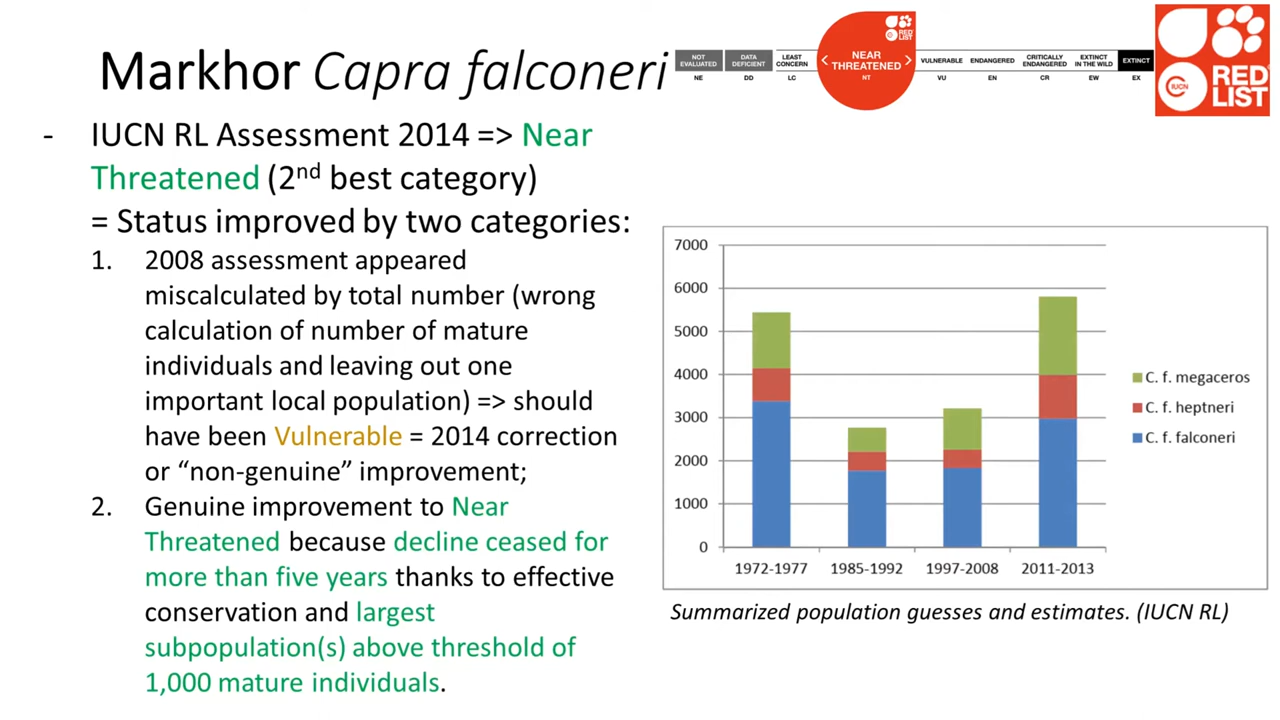 Markhor Capra falconeri
NOT EVALUATED
NE
DATA DEFICIENT
DD
LEAST CONCERN
LC
< NEAR THREATENED >
NT
RED LIST
VULNERABLE
VU
ENDANGERED
EN
CRITICALLY ENDANGERED
CR
EXTINCT IN THE WILD
EW
EXTINCT
EX
IUCN
RED
LIST
- IUCN RL Assessment 2014 => Near
Threatened (2nd best category)
= Status improved by two categories:
1. 2008 assessment appeared
miscalculated by total number (wrong
calculation of number of mature
individuals and leaving out one
important local population) => should
have been Vulnerable = 2014 correction
or “non-genuine” improvement;
2. Genuine improvement to Near
Threatened because decline ceased for
more than five years thanks to effective
conservation and largest
subpopulation(s) above threshold of
1,000 mature individuals.
7000
6000
5000
4000
3000
2000
1000
0
1972-1977 1985-1992 1997-2008 2011-2013
C. f. megaceros
C. f. heptneri
C. f. falconeri
Summarized population guesses and estimates. (IUCN RL)